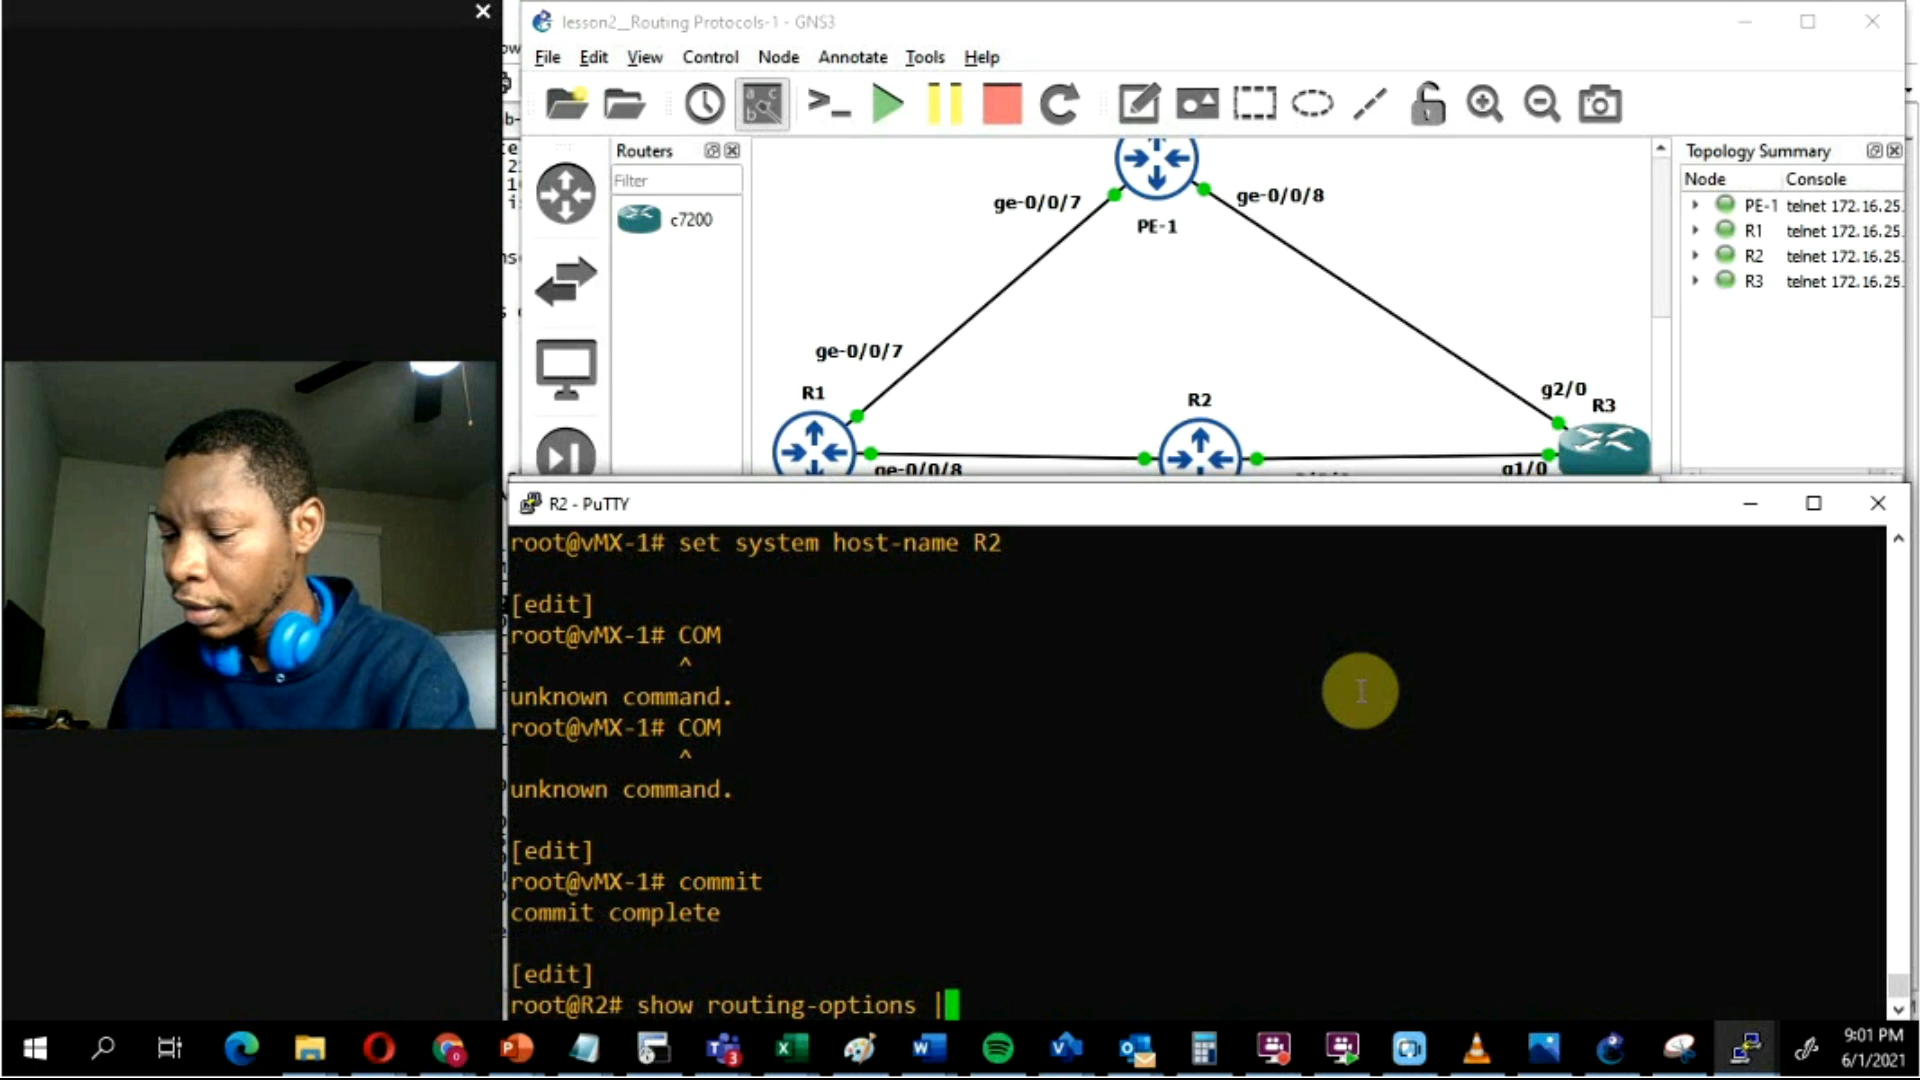 lesson2__Routing Protocols-1 - GNS3
File Edit View Control Node Annotate Tools Help
Routers
Filter
c7200
ge-0/0/7
ge-0/0/8
PE-1
ge-0/0/7
R1
ge-0/0/8
R2
g2/0
R3
g1/0
Topology Summary
Node Console
PE-1 telnet 172.16.25.
R1 telnet 172.16.25.
R2 telnet 172.16.25.
R3 telnet 172.16.25.
R2 - PuTTY
root@vMX-1# set system host-name R2
[edit]
root@vMX-1# COM
^
unknown command.
root@vMX-1# COM
^
unknown command.
[edit]
root@vMX-1# commit
commit complete
[edit]
root@R2# show routing-options |
9:01 PM
6/1/2021